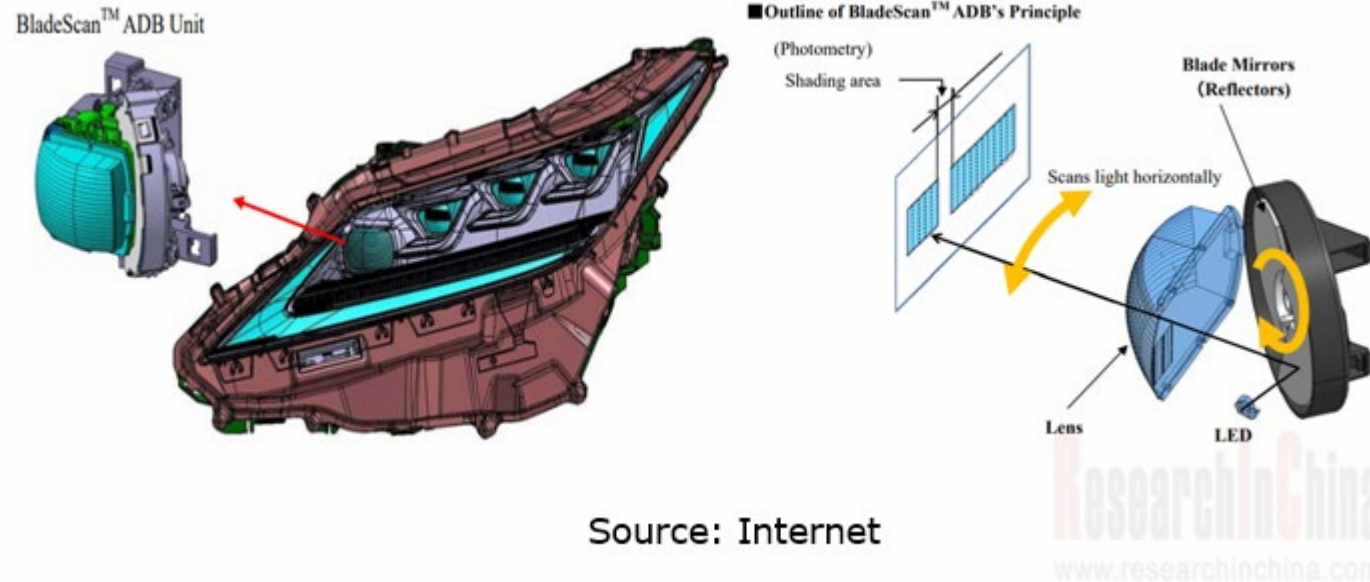 BladeScan™ ADB Unit
■Outline of BladeScan™ ADB's Principle
(Photometry)
Shading area
Blade Mirrors
(Reflectors)
Scans light horizontally
Lens
LED
ResearchInChina
Source: Internet
www.researchinchina.com